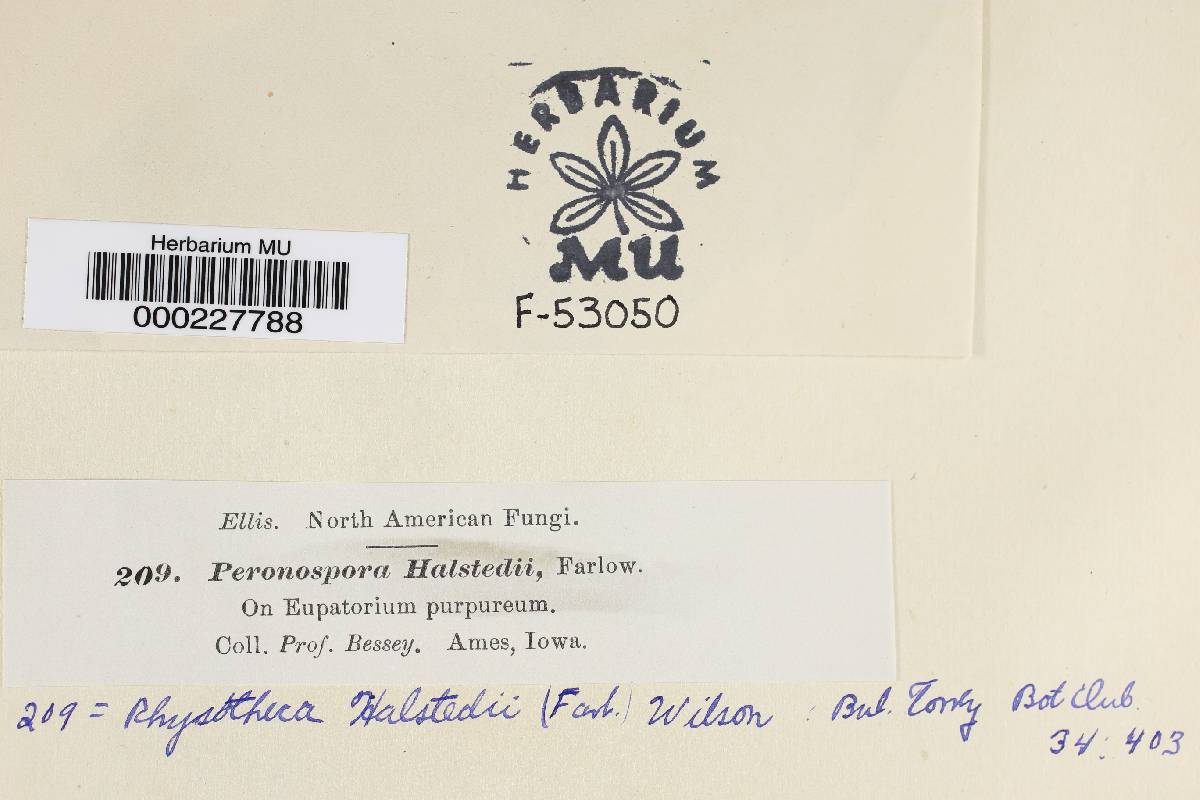 HERBARIUM
MU
F-53050
Herbarium MU
000227788
Ellis. North American Fungi.
209. Peronospora Halstedii, Farlow.
On Eupatorium purpureum.
Coll. Prof. Bessey. Ames, Iowa.
209 = Rhysotheca Halstedii (Farl.) Wilson : Bul. Torrey Bot Club.
34: 403